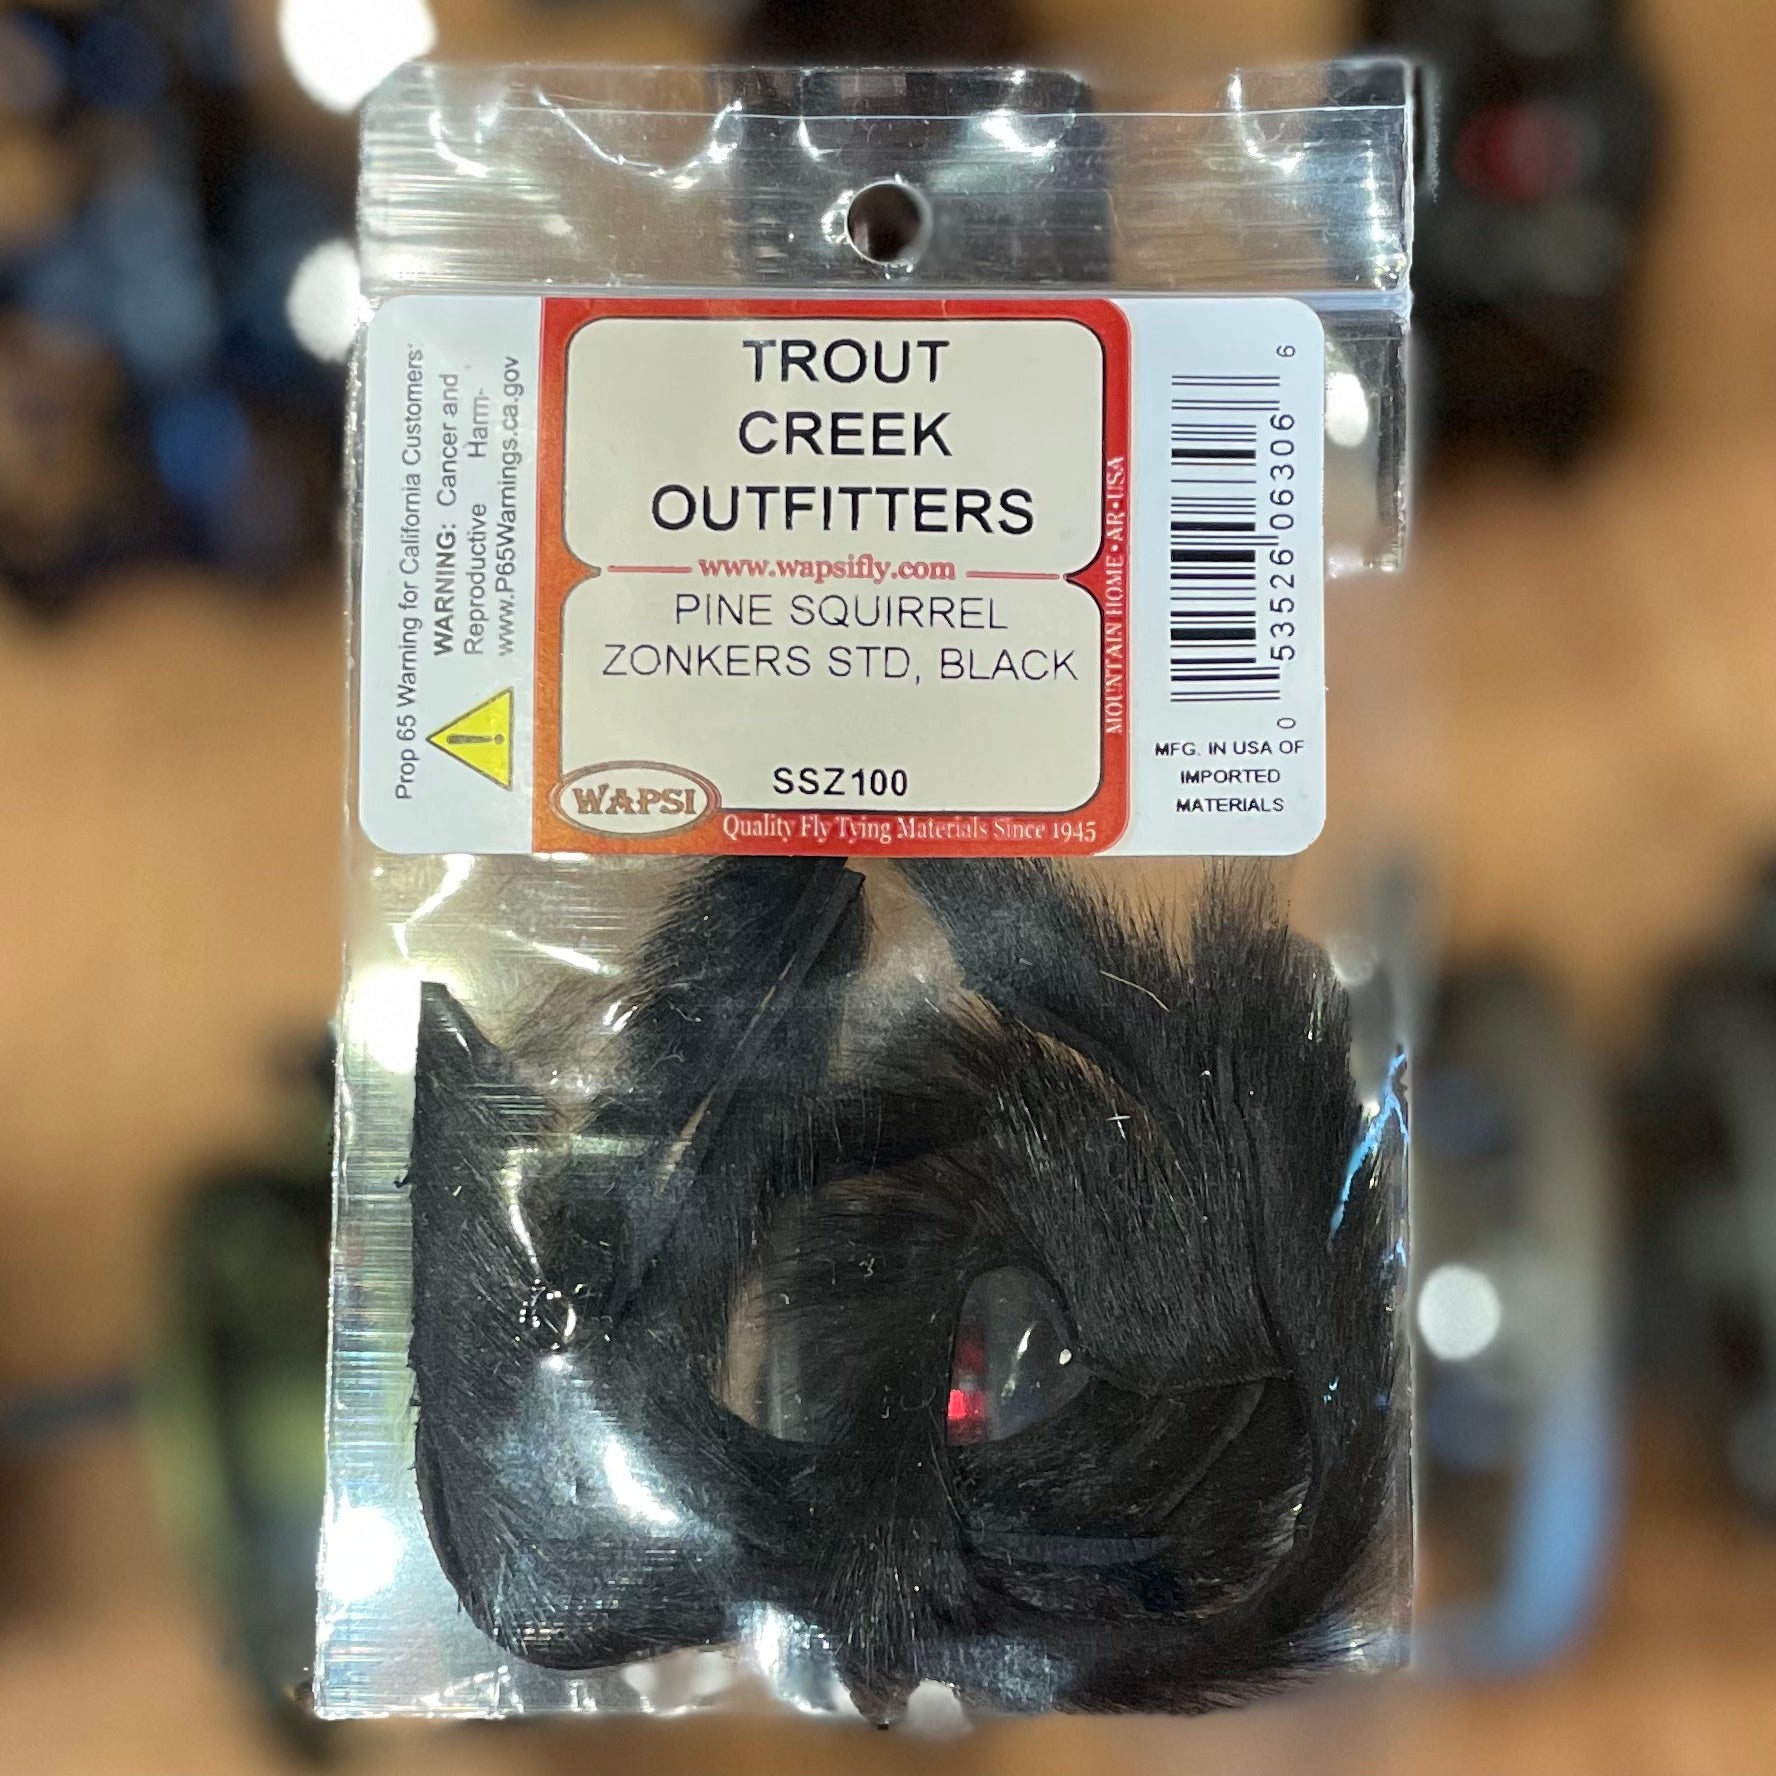 Prop 65 Warning for California Customers'
WARNING: Cancer and
Reproductive Harm-
www.P65Warnings.ca.gov
TROUT
CREEK
OUTFITTERS
www.wapsifly.com
PINE SQUIRREL
ZONKERS STD, BLACK
SSZ100
WAPSI
Quality Fly Tying Materials Since 1945
MOUNTAIN HOME•AR•USA
0 53526 06306 6
MFG. IN USA OF
IMPORTED
MATERIALS